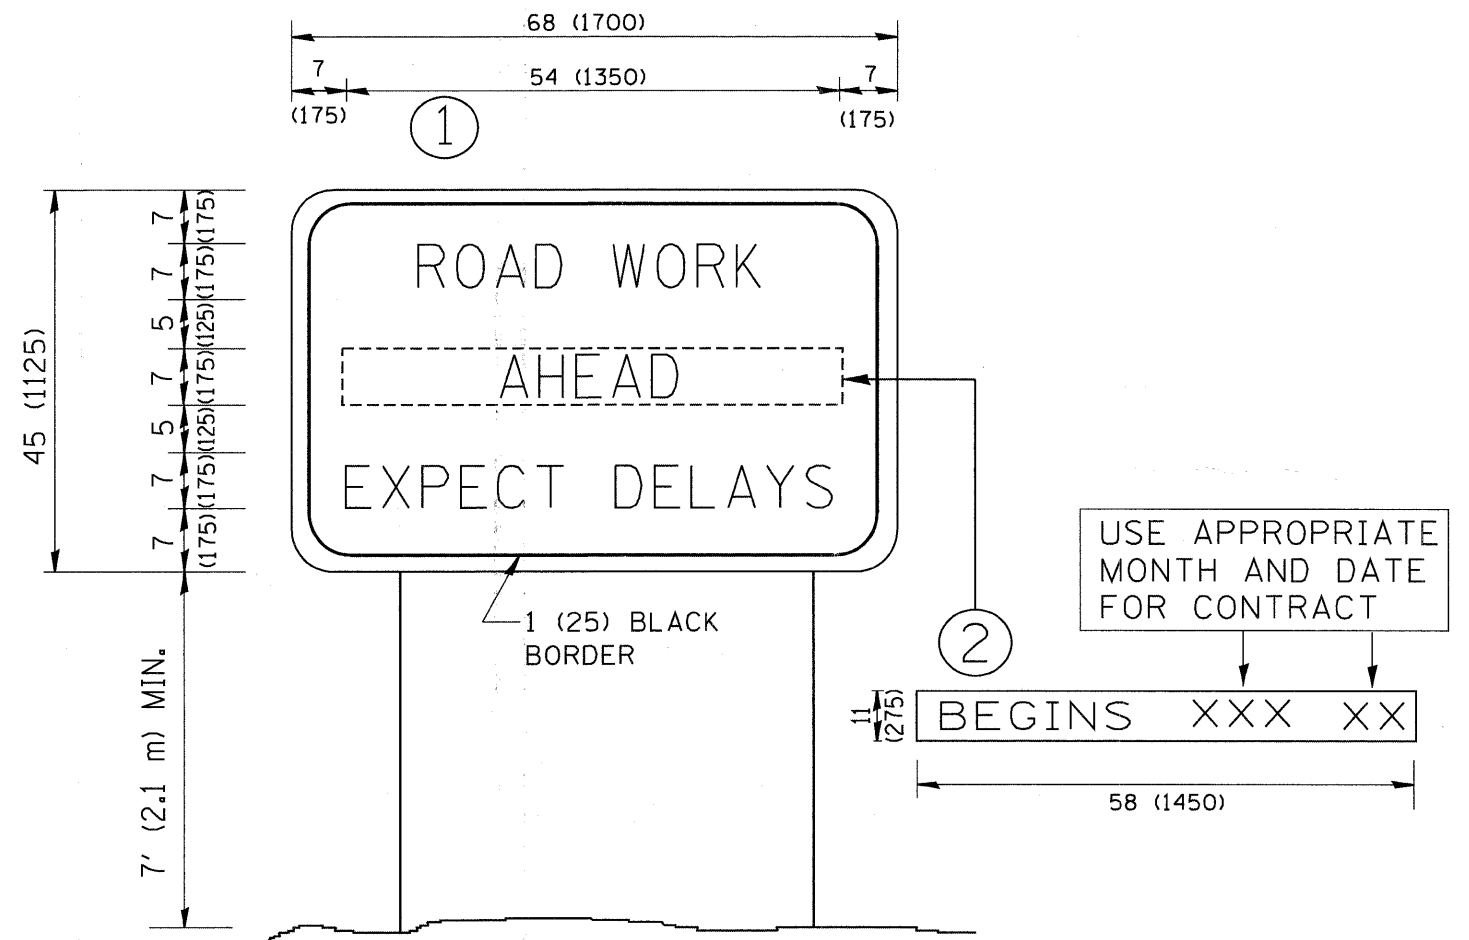 68 (1700)
7
54 (1350)
7
(175)
(175)
1
7
(175)
7
(175)
5
(125)
7
(175)
5
(125)
7
(175)
7
(175)
45 (1125)
ROAD WORK
AHEAD
EXPECT DELAYS
1 (25) BLACK
BORDER
7' (2.1 m) MIN.
2
USE APPROPRIATE
MONTH AND DATE
FOR CONTRACT
11
(275)
BEGINS XXX XX
58 (1450)